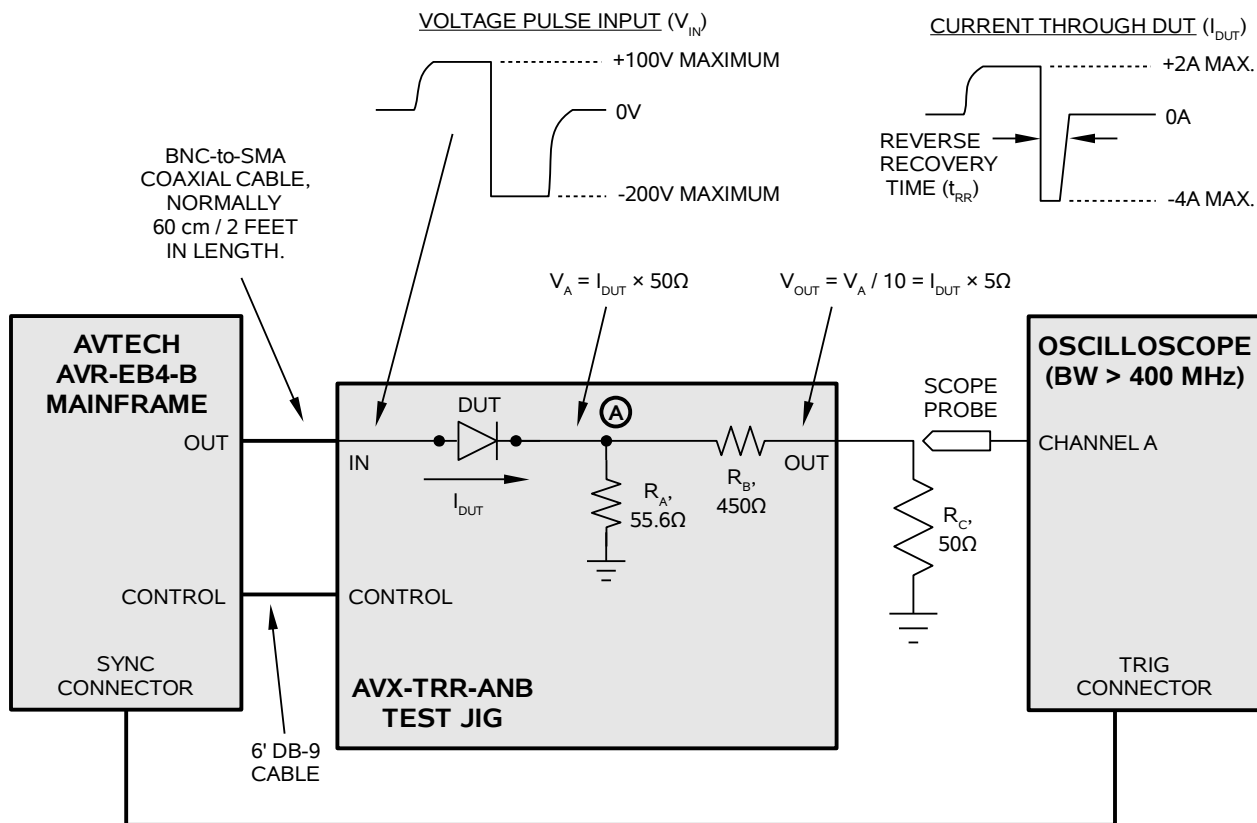 VOLTAGE PULSE INPUT (V_IN)
+100V MAXIMUM
0V
-200V MAXIMUM
CURRENT THROUGH DUT (I_DUT)
+2A MAX.
0A
-4A MAX.
REVERSE
RECOVERY
TIME (t_RR)
BNC-to-SMA
COAXIAL CABLE,
NORMALLY
60 cm / 2 FEET
IN LENGTH.
V_A = I_DUT × 50Ω
V_OUT = V_A / 10 = I_DUT × 5Ω
AVTECH
AVR-EB4-B
MAINFRAME
OUT
CONTROL
SYNC
CONNECTOR
6' DB-9
CABLE
IN
DUT
I_DUT
A
R_A,
55.6Ω
R_B,
450Ω
OUT
CONTROL
AVX-TRR-ANB
TEST JIG
SCOPE
PROBE
R_C,
50Ω
OSCILLOSCOPE
(BW > 400 MHz)
CHANNEL A
TRIG
CONNECTOR